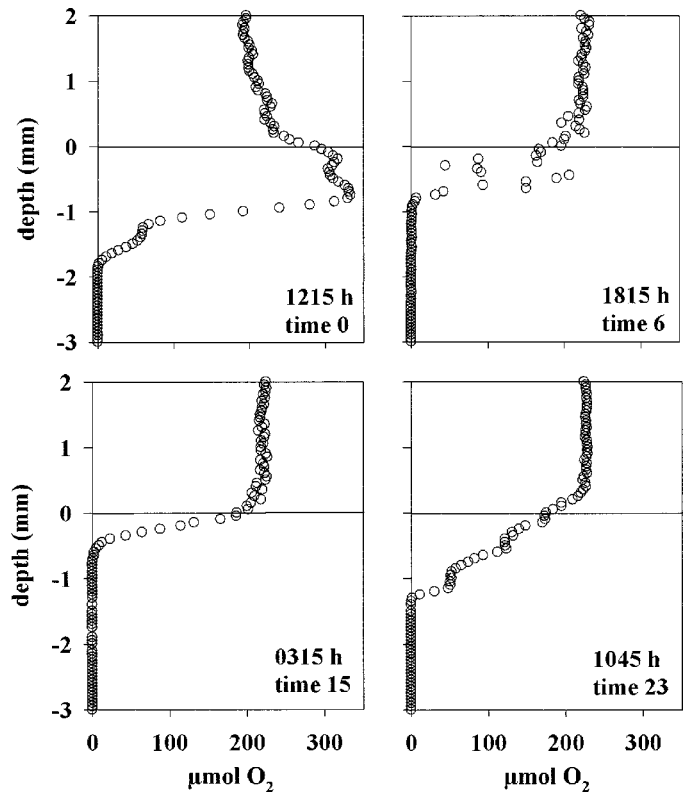 2
1
0
-1
-2
-3
depth (mm)
1215 h
time 0
1815 h
time 6
2
1
0
-1
-2
-3
depth (mm)
0315 h
time 15
1045 h
time 23
0 100 200 300
0 100 200 300
μmol O₂
μmol O₂